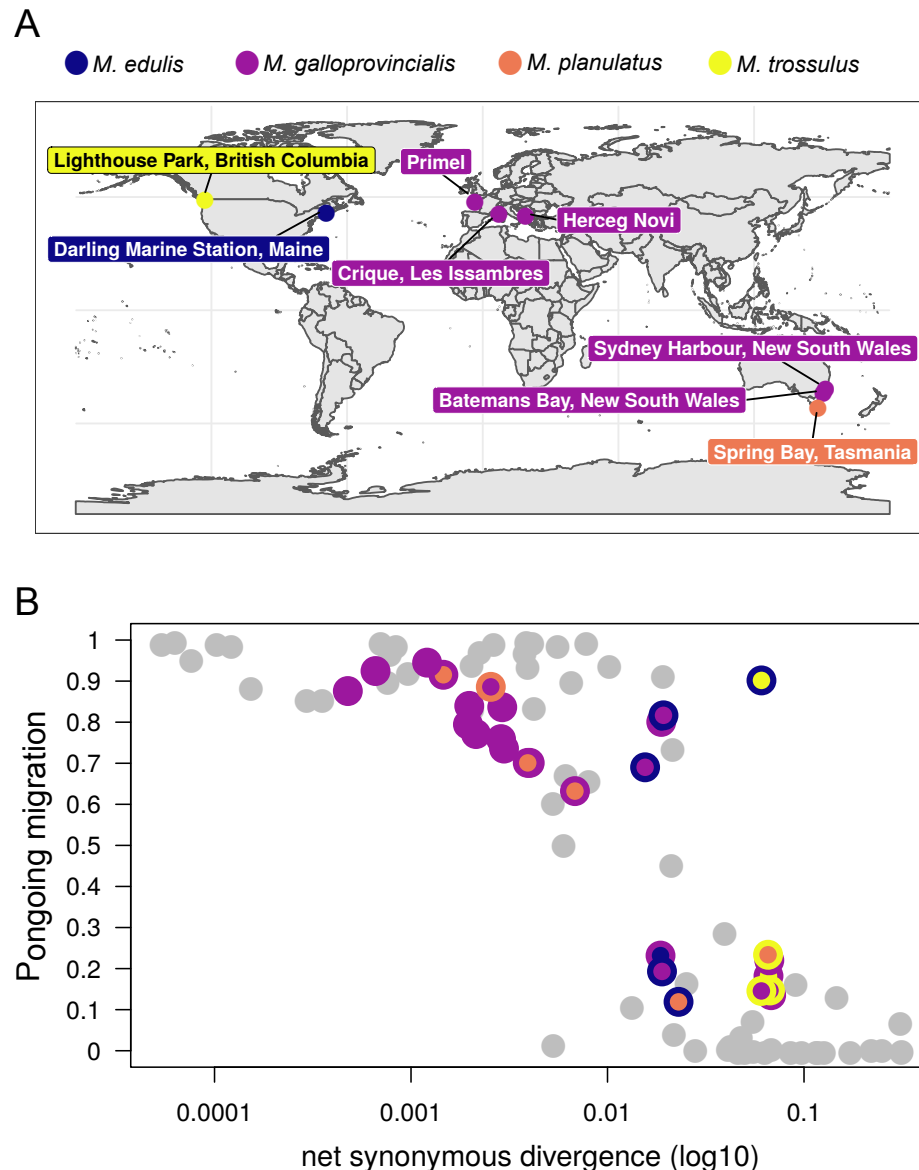 A
M. edulis M. galloprovincialis M. planulatus M. trossulus
Lighthouse Park, British Columbia
Primel
Herceg Novi
Darling Marine Station, Maine
Crique, Les Issambres
Sydney Harbour, New South Wales
Batemans Bay, New South Wales
Spring Bay, Tasmania
B
Pongoing migration
1
0.9
0.8
0.7
0.6
0.5
0.4
0.3
0.2
0.1
0
0.0001 0.001 0.01 0.1
net synonymous divergence (log10)